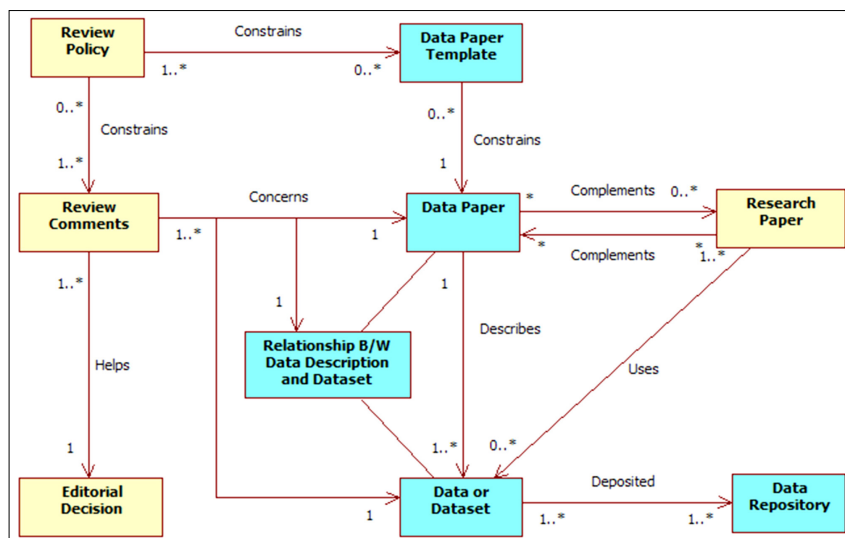 Review
Policy
Constrains
Data Paper
Template
1..*
0..*
0..*
0..*
Constrains
Constrains
1..*
1
Review
Comments
Concerns
Data Paper
*
Complements
0..*
Research
Paper
1..*
1
*
Complements
*
1..*
1..*
1
1
Describes
Relationship B/W
Data Description
and Dataset
Helps
Uses
1
1..*
0..*
Editorial
Decision
Data or
Dataset
Deposited
Data
Repository
1
1..*
1..*